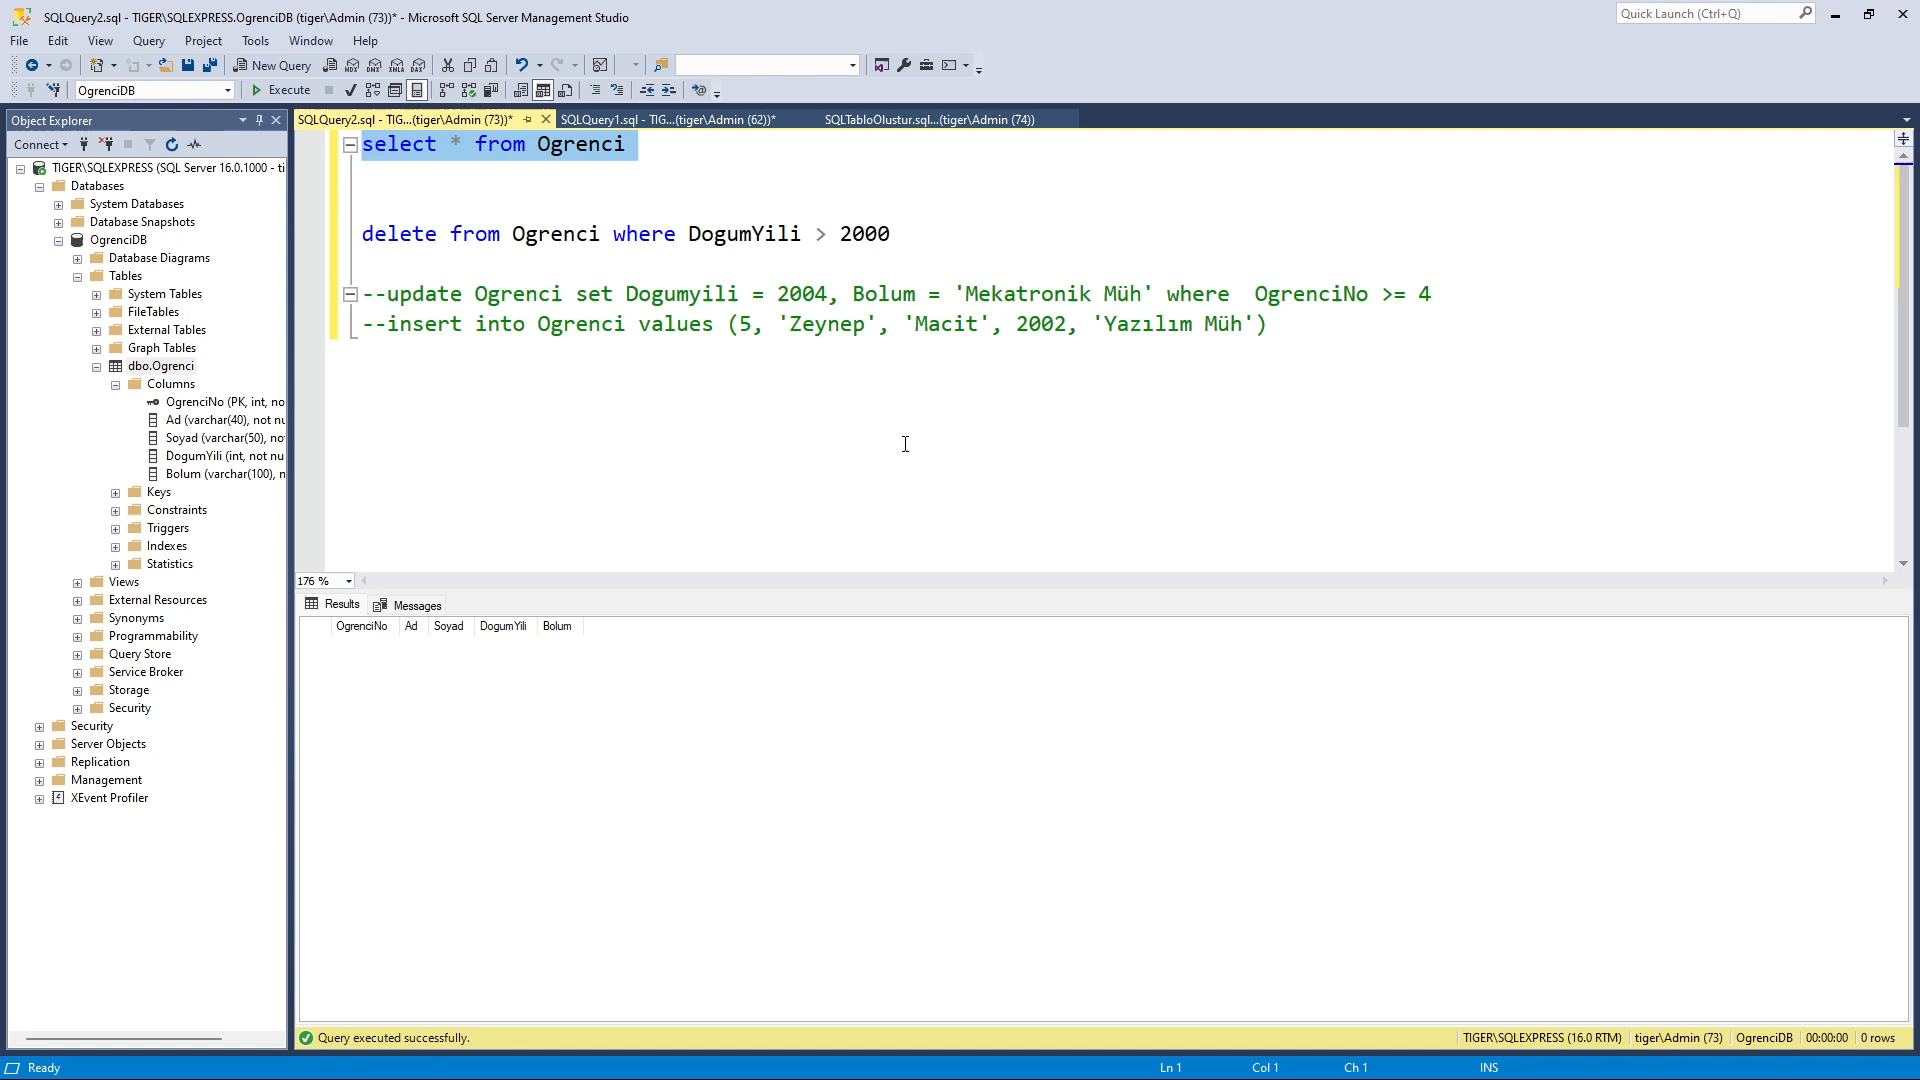 SQLQuery2.sql - TIGER\SQLEXPRESS.OgrenciDB (tiger\Admin (73))* - Microsoft SQL Server Management Studio
Quick Launch (Ctrl+Q)
File Edit View Query Project Tools Window Help
New Query
OgrenciDB
Execute
Object Explorer
SQLQuery2.sql - TIG...(tiger\Admin (73))*
SQLQuery1.sql - TIG...(tiger\Admin (62))*
SQLTabloOlustur.sql...(tiger\Admin (74))
Connect
TIGER\SQLEXPRESS (SQL Server 16.0.1000 - ti
Databases
System Databases
Database Snapshots
OgrenciDB
Database Diagrams
Tables
System Tables
FileTables
External Tables
Graph Tables
dbo.Ogrenci
Columns
OgrenciNo (PK, int, no
Ad (varchar(40), not nu
Soyad (varchar(50), no
DogumYili (int, not nu
Bolum (varchar(100), n
Keys
Constraints
Triggers
Indexes
Statistics
Views
External Resources
Synonyms
Programmability
Query Store
Service Broker
Storage
Security
Security
Server Objects
Replication
Management
XEvent Profiler
select * from Ogrenci
delete from Ogrenci where DogumYili > 2000
--update Ogrenci set Dogumyili = 2004, Bolum = 'Mekatronik Müh' where  OgrenciNo >= 4
--insert into Ogrenci values (5, 'Zeynep', 'Macit', 2002, 'Yazılım Müh')
176 %
Results Messages
OgrenciNo Ad Soyad DogumYili Bolum
Query executed successfully.
TIGER\SQLEXPRESS (16.0 RTM) tiger\Admin (73) OgrenciDB 00:00:00 0 rows
Ready
Ln 1 Col 1 Ch 1 INS